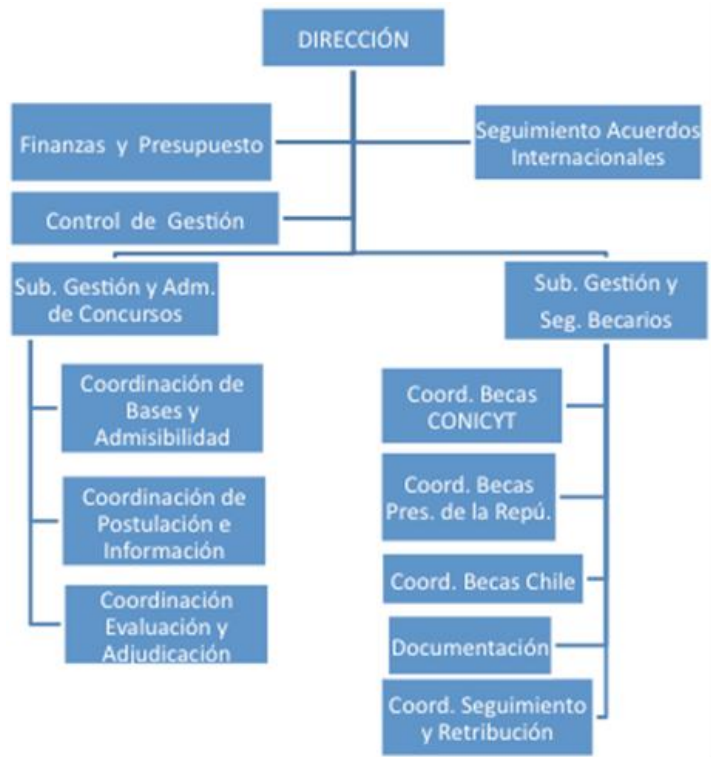 DIRECCIÓN
Finanzas y Presupuesto
Seguimiento Acuerdos
Internacionales
Control de Gestión
Sub. Gestión y Adm.
de Concursos
Sub. Gestión y
Seg. Becarios
Coordinación de
Bases y
Admisibilidad
Coordinación de
Postulación e
Información
Coordinación
Evaluación y
Adjudicación
Coord. Becas
CONICYT
Coord. Becas
Pres. de la Repú.
Coord. Becas Chile
Documentación
Coord. Seguimiento
y Retribución